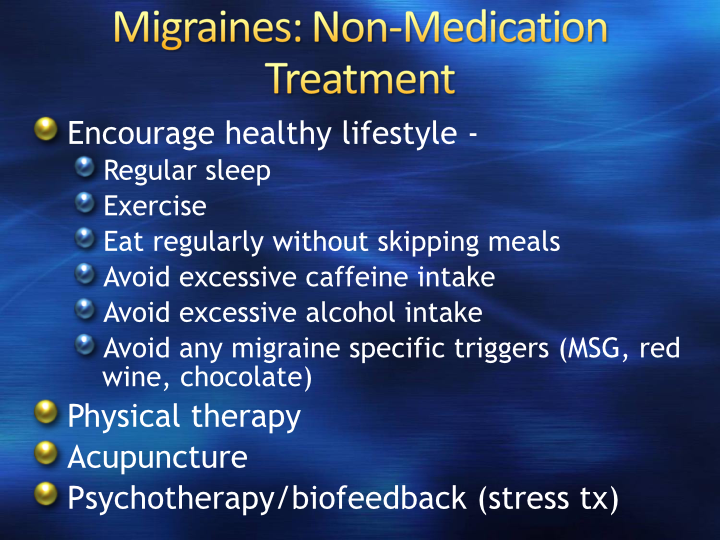 Migraines: Non-Medication
Treatment
Encourage healthy lifestyle -
Regular sleep
Exercise
Eat regularly without skipping meals
Avoid excessive caffeine intake
Avoid excessive alcohol intake
Avoid any migraine specific triggers (MSG, red
wine, chocolate)
Physical therapy
Acupuncture
Psychotherapy/biofeedback (stress tx)